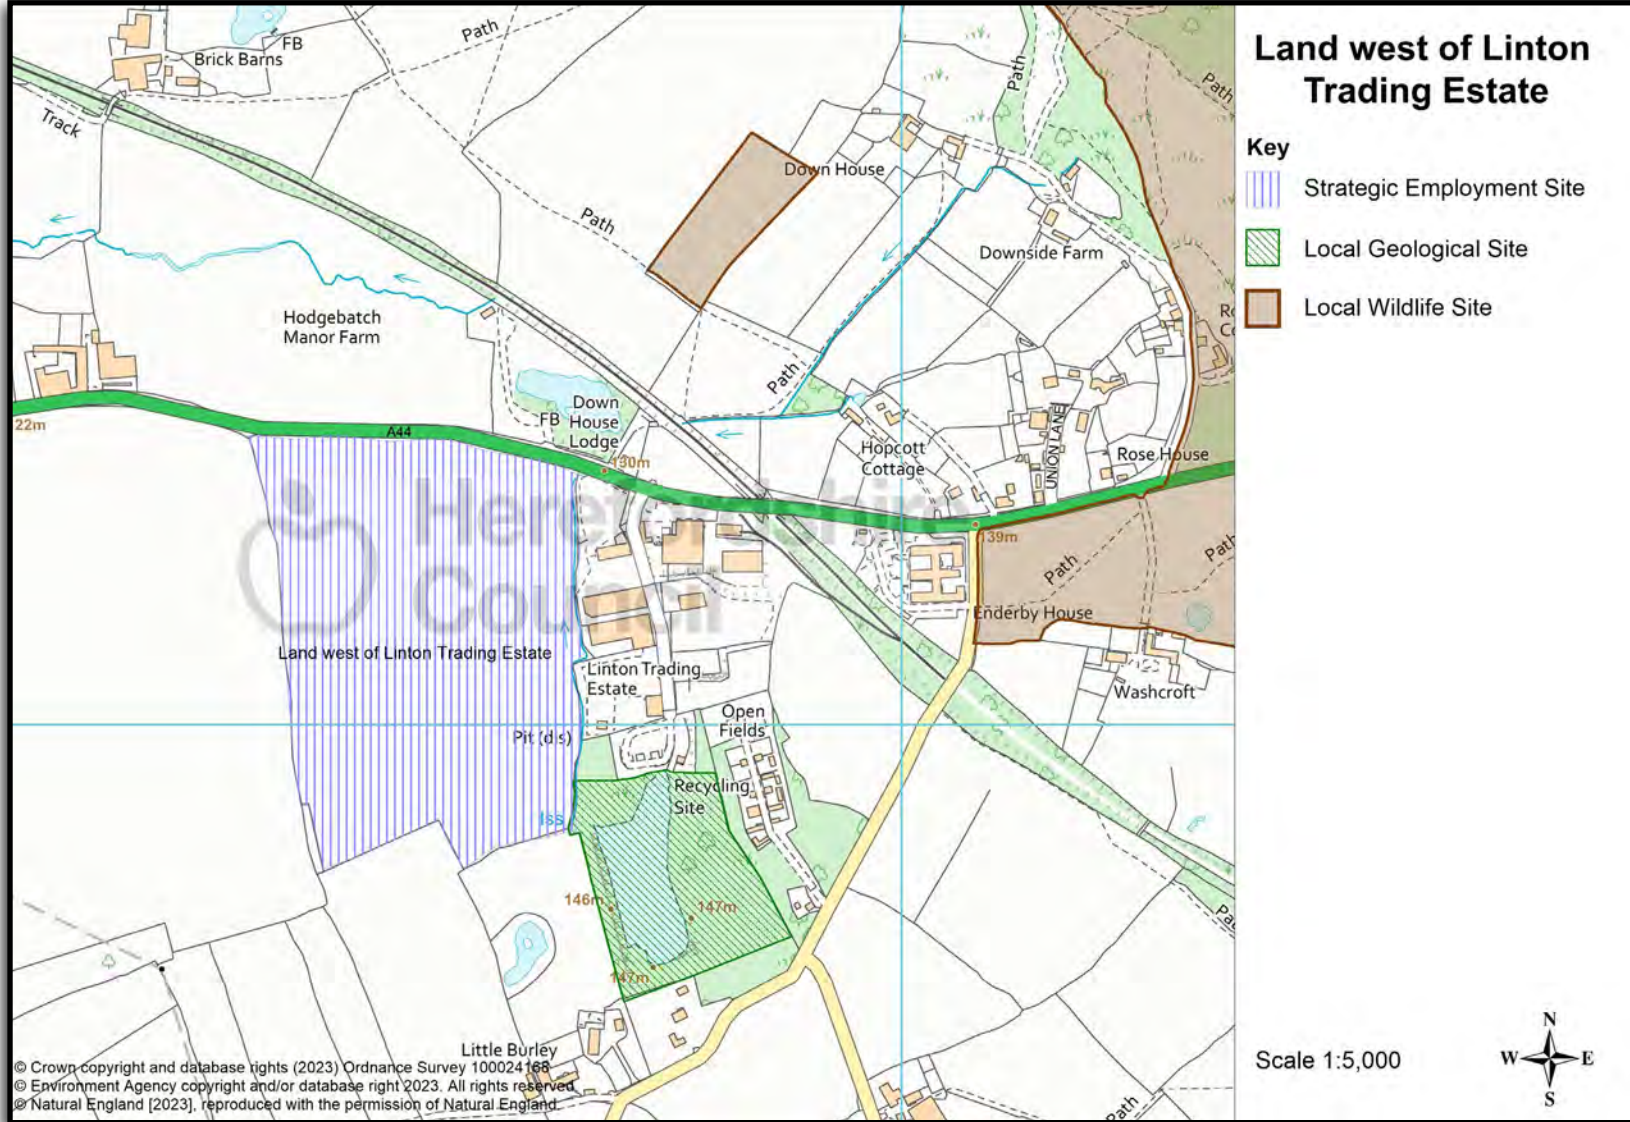 Land west of Linton
Trading Estate
Key
Strategic Employment Site
Local Geological Site
Local Wildlife Site
Scale 1:5,000
N
W
E
S
Path
FB
Brick Barns
Track
Path
Path
Down House
Path
Downside Farm
Hodgebatch
Manor Farm
Path
22m
A44
FB
Down
House
Lodge
130m
Hopcott
Cottage
UNION LANE
Rose House
Herefordshire
Council
139m
Path
Path
Enderby House
Land west of Linton Trading Estate
Linton Trading
Estate
Washcroft
Open
Fields
Pit (dis)
Recycling
Site
Iss
146m
147m
147m
Little Burley
Path
© Crown copyright and database rights (2023) Ordnance Survey 100024168
© Environment Agency copyright and/or database right 2023. All rights reserved
© Natural England [2023], reproduced with the permission of Natural England.